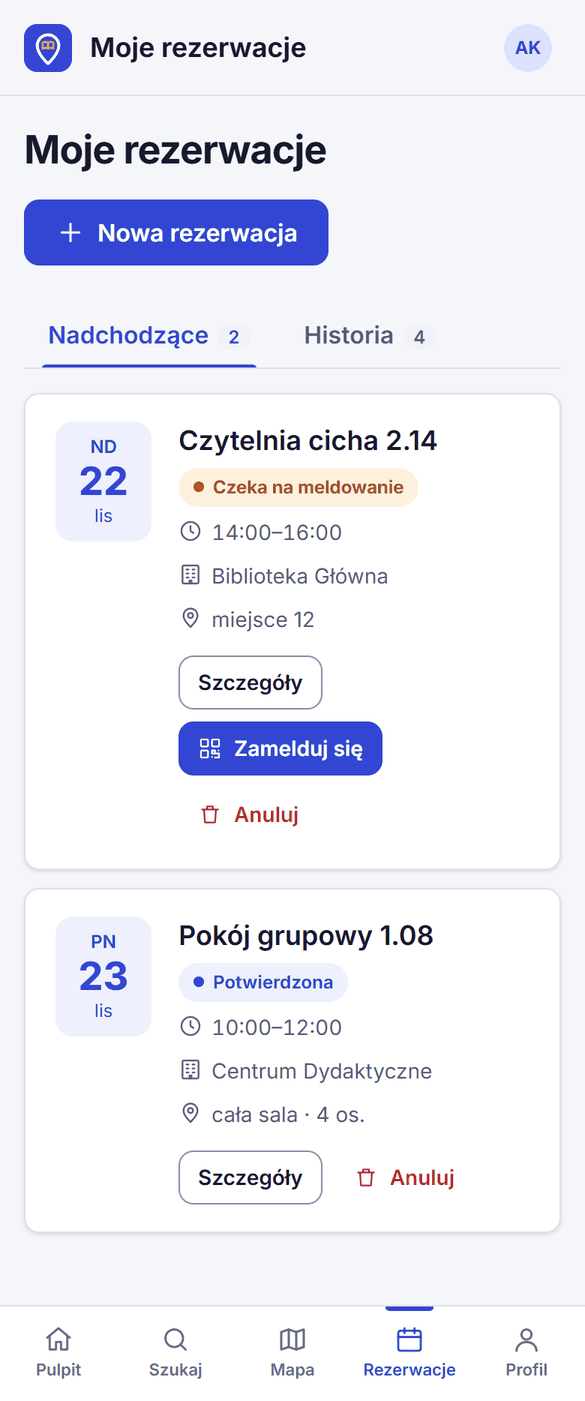 Moje rezerwacje
AK
Moje rezerwacje
Nowa rezerwacja
Nadchodzące 2
Historia 4
ND
22
lis
Czytelnia cicha 2.14
Czeka na meldowanie
14:00–16:00
Biblioteka Główna
miejsce 12
Szczegóły
Zamelduj się
Anuluj
PN
23
lis
Pokój grupowy 1.08
Potwierdzona
10:00–12:00
Centrum Dydaktyczne
cała sala · 4 os.
Szczegóły
Anuluj
Pulpit
Szukaj
Mapa
Rezerwacje
Profil